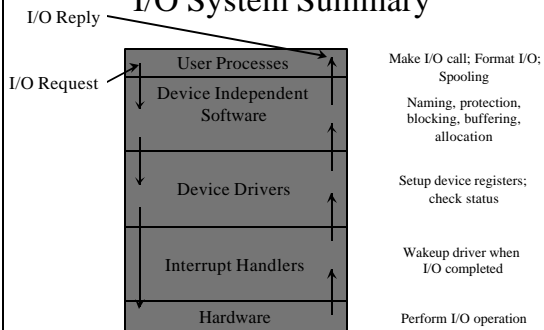 I/O System Summary
I/O Reply
I/O Request
User Processes
Make I/O call; Format I/O;
Spooling
Device Independent
Software
Naming, protection,
blocking, buffering,
allocation
Device Drivers
Setup device registers;
check status
Interrupt Handlers
Wakeup driver when
I/O completed
Hardware
Perform I/O operation